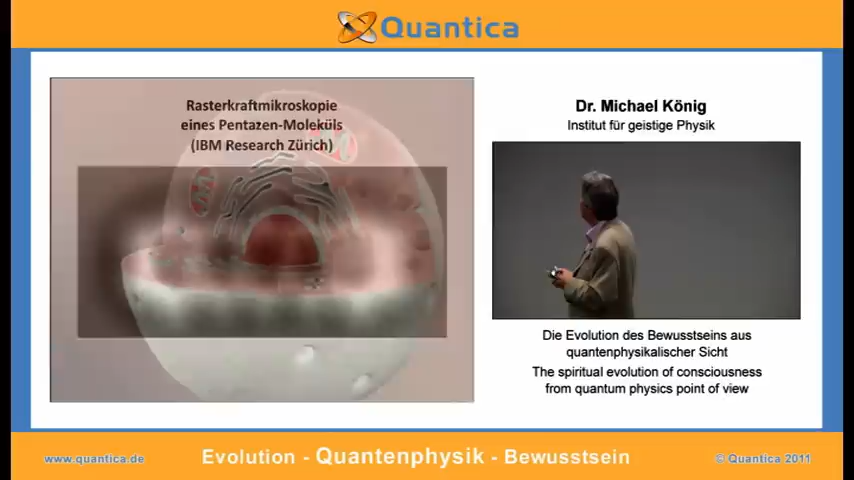 Quantica
Rasterkraftmikroskopie
eines Pentazen-Moleküls
(IBM Research Zürich)
Dr. Michael König
Institut für geistige Physik
Die Evolution des Bewusstseins aus
quantenphysikalischer Sicht
The spiritual evolution of consciousness
from quantum physics point of view
www.quantica.de
Evolution - Quantenphysik - Bewusstsein
© Quantica 2011